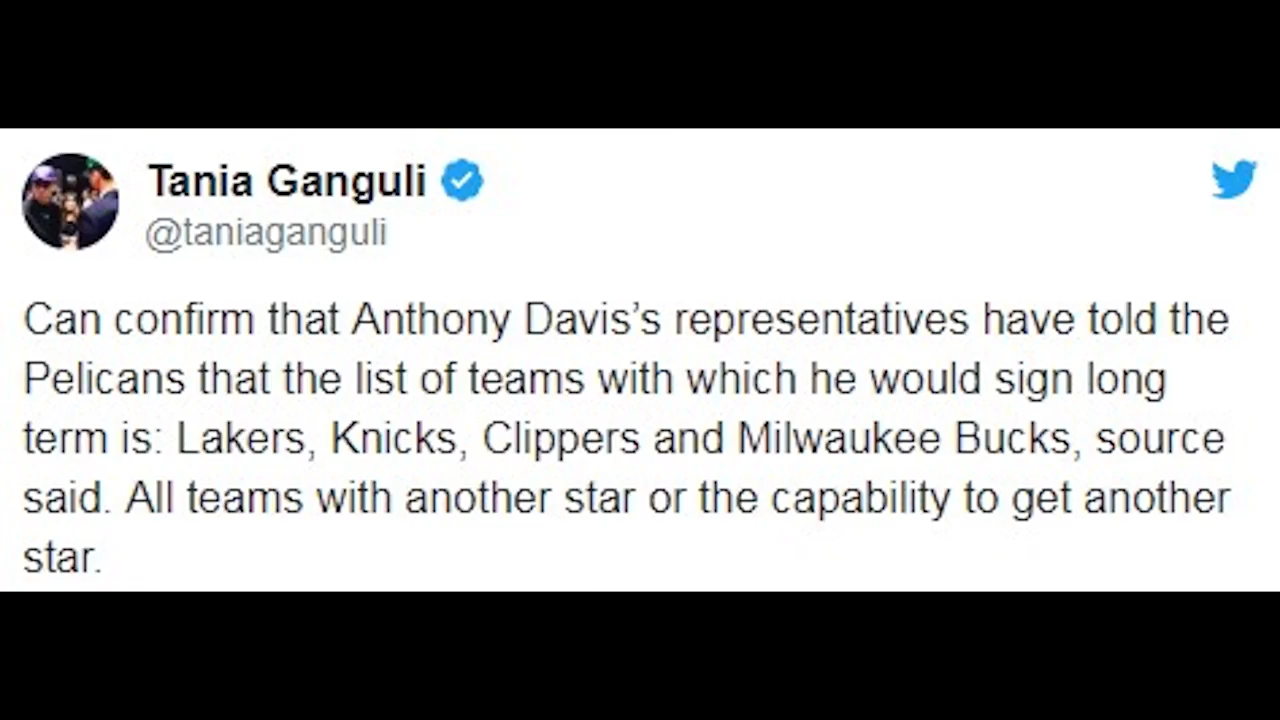 Tania Ganguli
@taniaganguli
Can confirm that Anthony Davis’s representatives have told the
Pelicans that the list of teams with which he would sign long
term is: Lakers, Knicks, Clippers and Milwaukee Bucks, source
said. All teams with another star or the capability to get another
star.